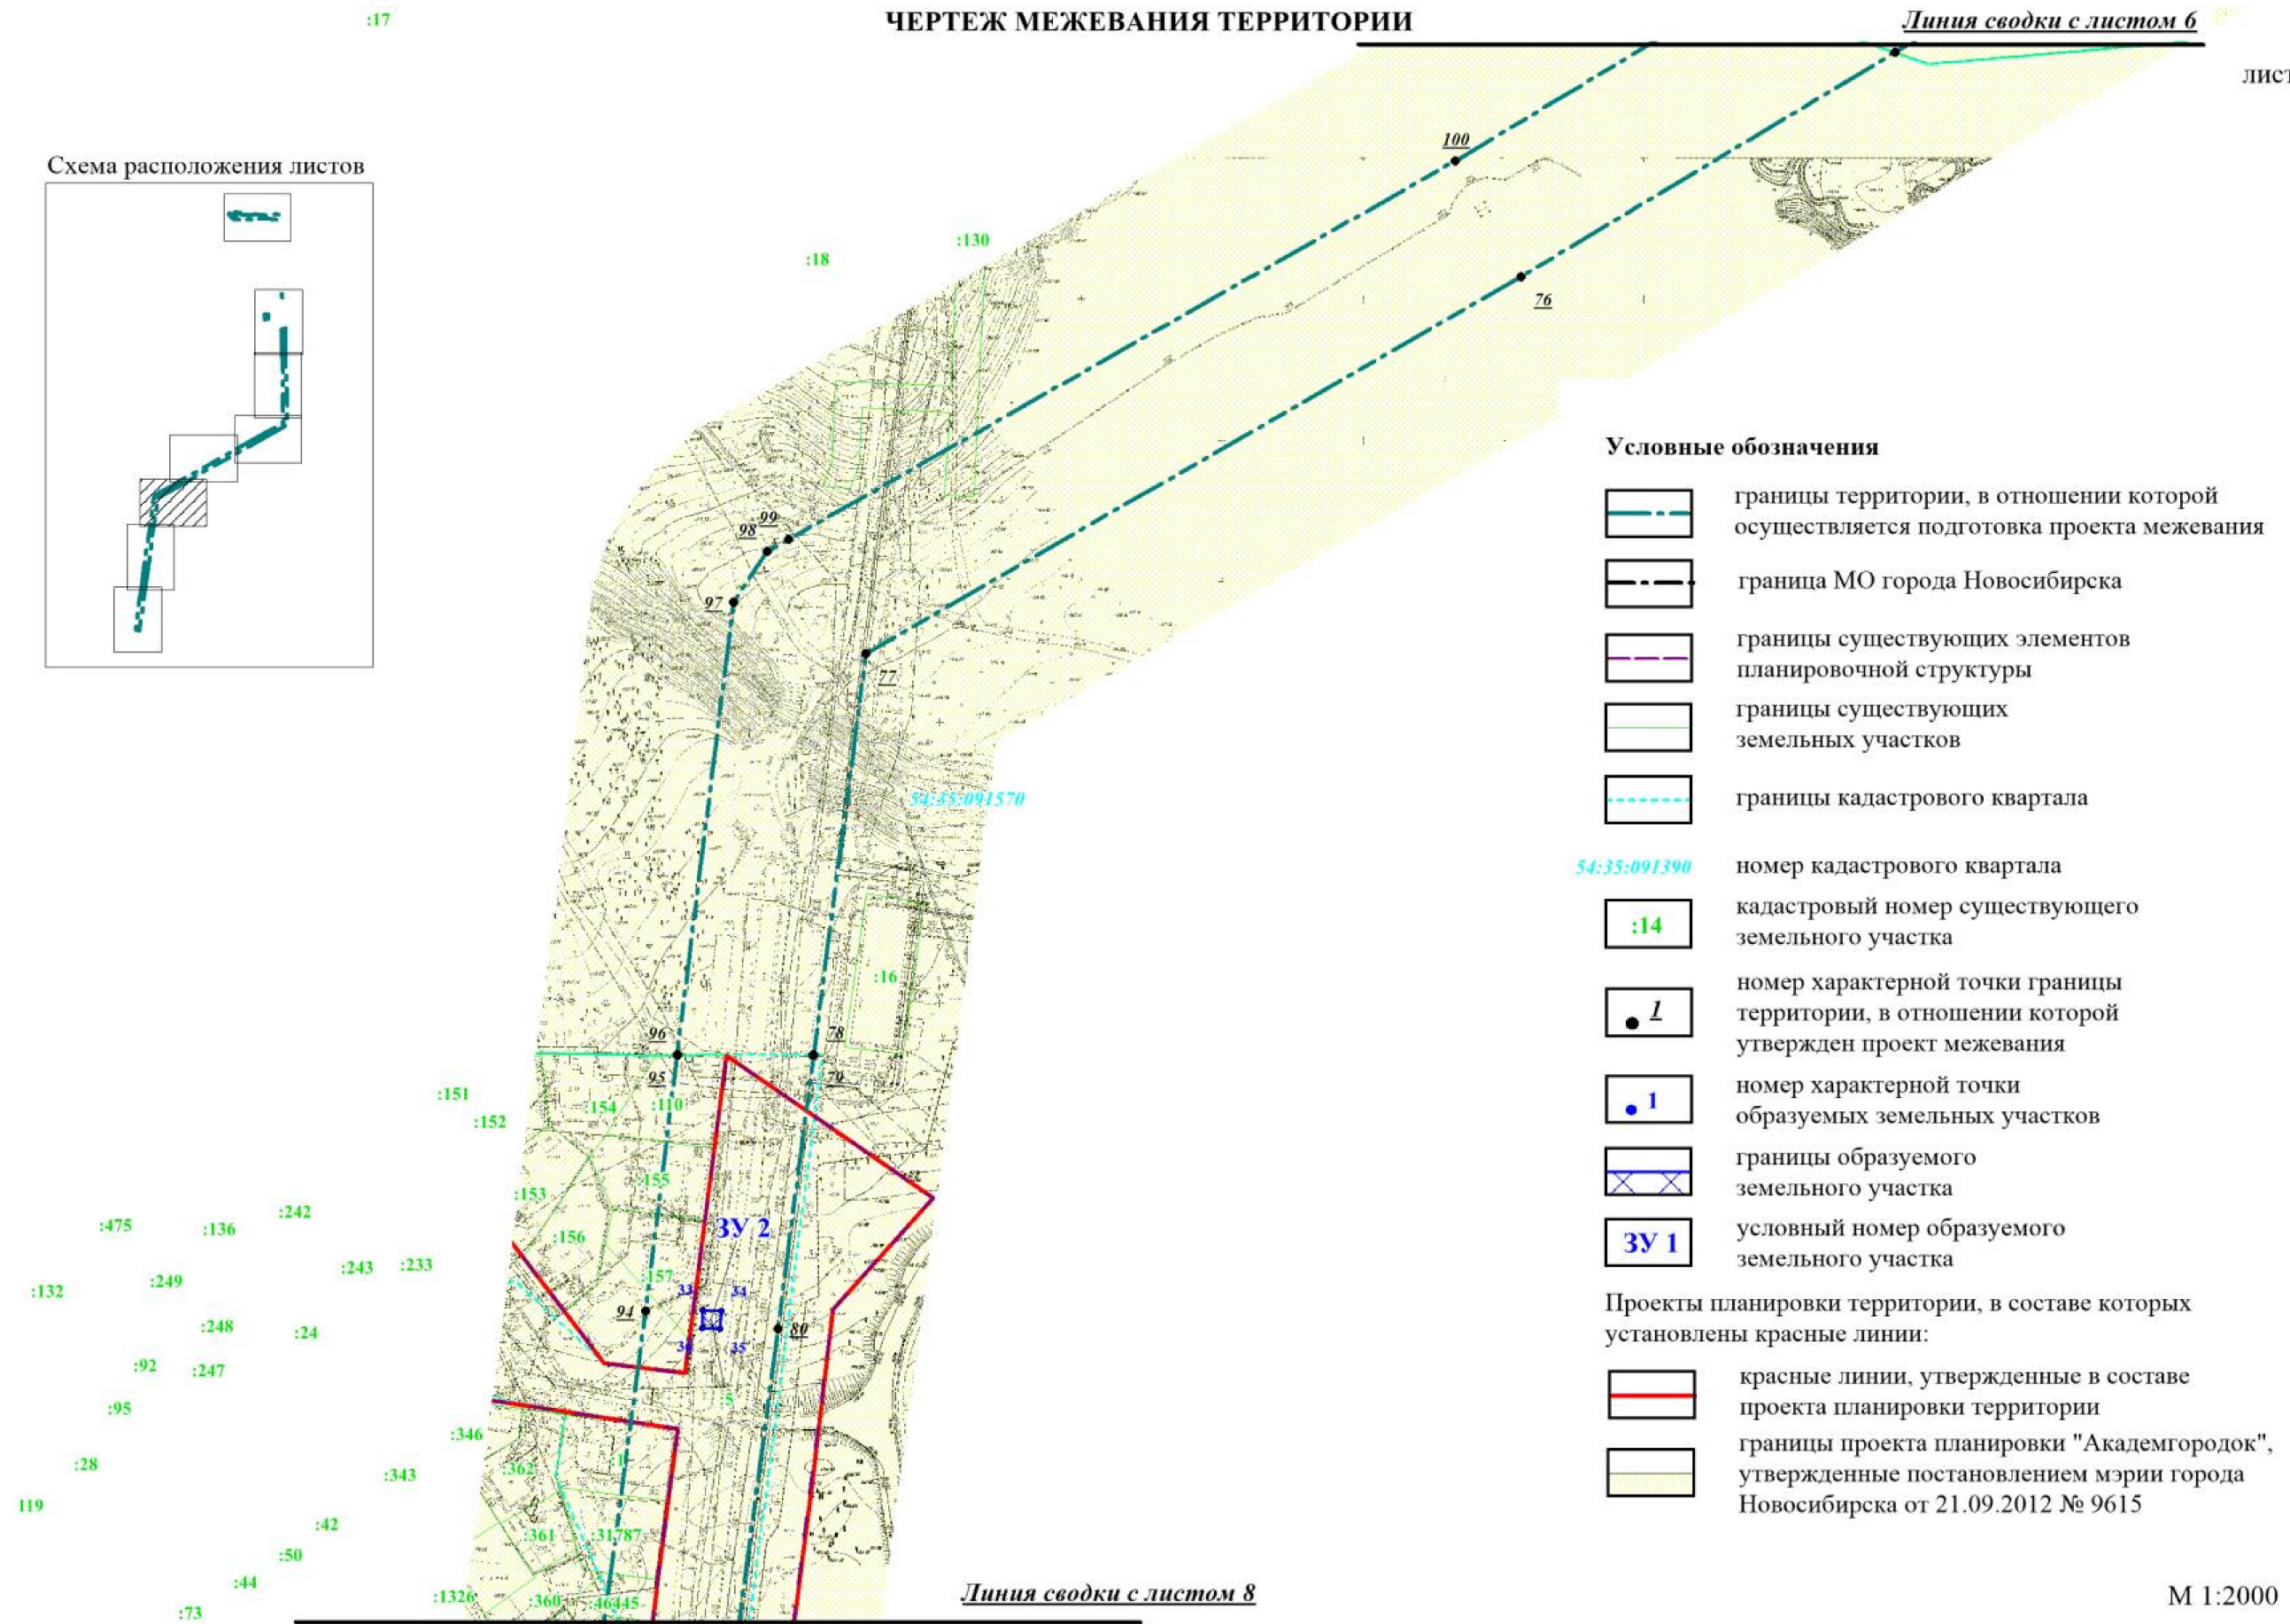 :17
ЧЕРТЕЖ МЕЖЕВАНИЯ ТЕРРИТОРИИ
Линия сводки с листом 6
лист
Схема расположения листов
100
:130
:18
76
99
98
97
77
54:35:091570
:16
96
78
95
79
:151
:154
:110
:152
:155
:153
:475
:136
:242
ЗУ 2
:156
:243
:233
:157
:132
:249
33
34
94
80
:248
:24
36
35
:92
:247
:5
:95
:346
:28
:343
:362
:1
119
:42
:361
:31787
:50
:44
:1326
:360
:46445
:73
Линия сводки с листом 8
Условные обозначения
границы территории, в отношении которой
осуществляется подготовка проекта межевания
граница МО города Новосибирска
границы существующих элементов
планировочной структуры
границы существующих
земельных участков
границы кадастрового квартала
54:35:091390
номер кадастрового квартала
:14
кадастровый номер существующего
земельного участка
1
номер характерной точки границы
территории, в отношении которой
утвержден проект межевания
1
номер характерной точки
образуемых земельных участков
границы образуемого
земельного участка
ЗУ 1
условный номер образуемого
земельного участка
Проекты планировки территории, в составе которых
установлены красные линии:
красные линии, утвержденные в составе
проекта планировки территории
границы проекта планировки "Академгородок",
утвержденные постановлением мэрии города
Новосибирска от 21.09.2012 № 9615
М 1:2000